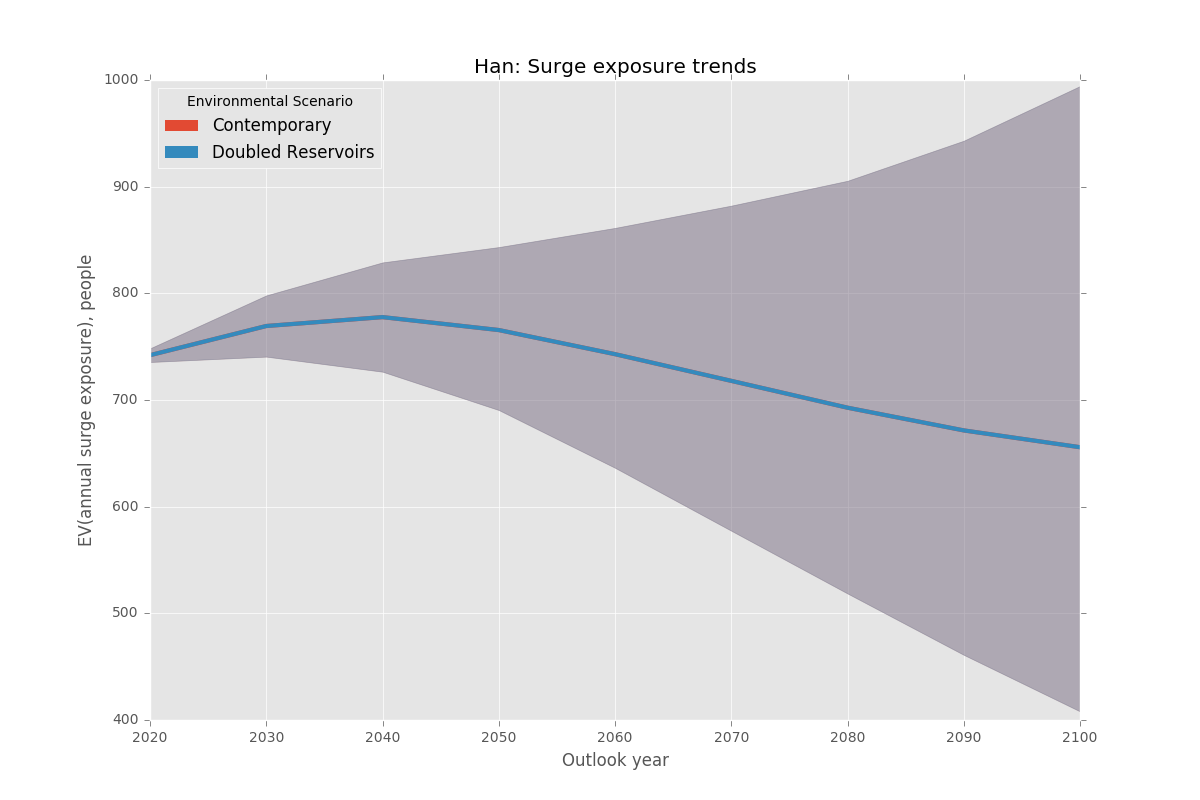 Han: Surge exposure trends
Environmental Scenario
Contemporary
Doubled Reservoirs
EV(annual surge exposure), people
1000
900
800
700
600
500
400
2020 2030 2040 2050 2060 2070 2080 2090 2100
Outlook year